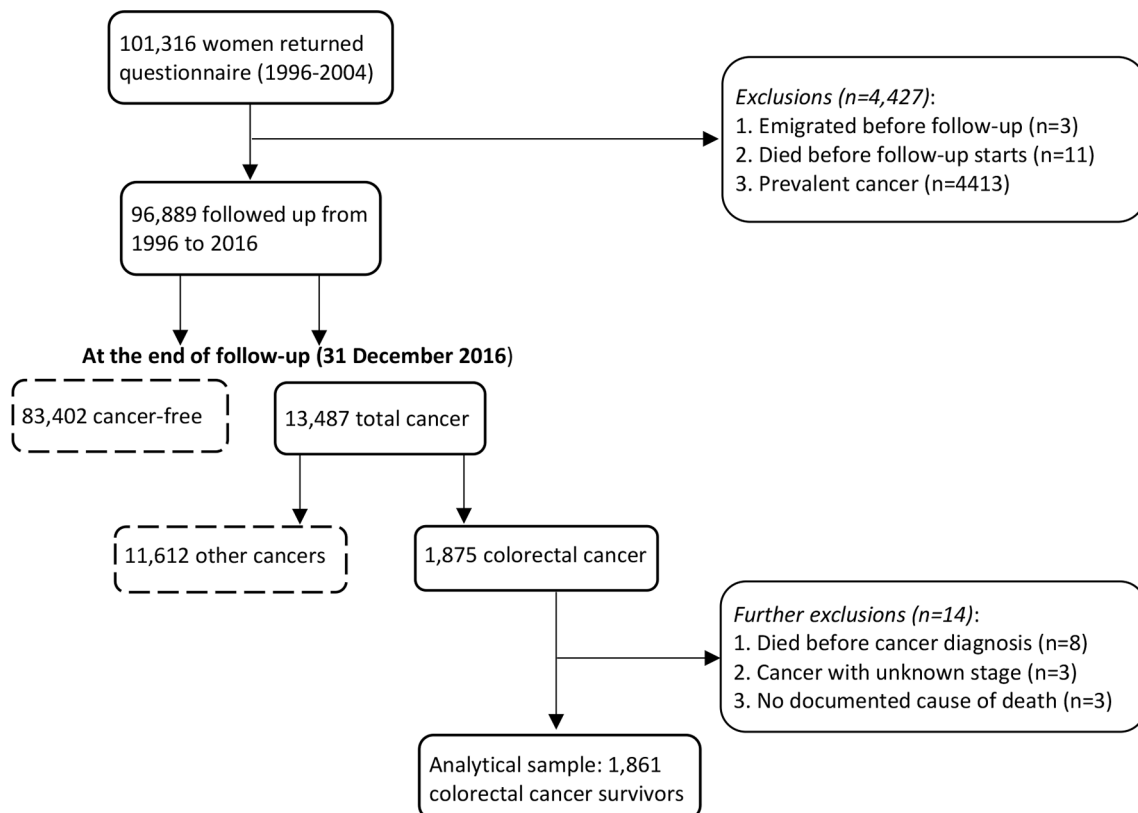 101,316 women returned
questionnaire (1996-2004)
Exclusions (n=4,427):
1. Emigrated before follow-up (n=3)
2. Died before follow-up starts (n=11)
3. Prevalent cancer (n=4413)
96,889 followed up from
1996 to 2016
At the end of follow-up (31 December 2016)
83,402 cancer-free
13,487 total cancer
11,612 other cancers
1,875 colorectal cancer
Further exclusions (n=14):
1. Died before cancer diagnosis (n=8)
2. Cancer with unknown stage (n=3)
3. No documented cause of death (n=3)
Analytical sample: 1,861
colorectal cancer survivors